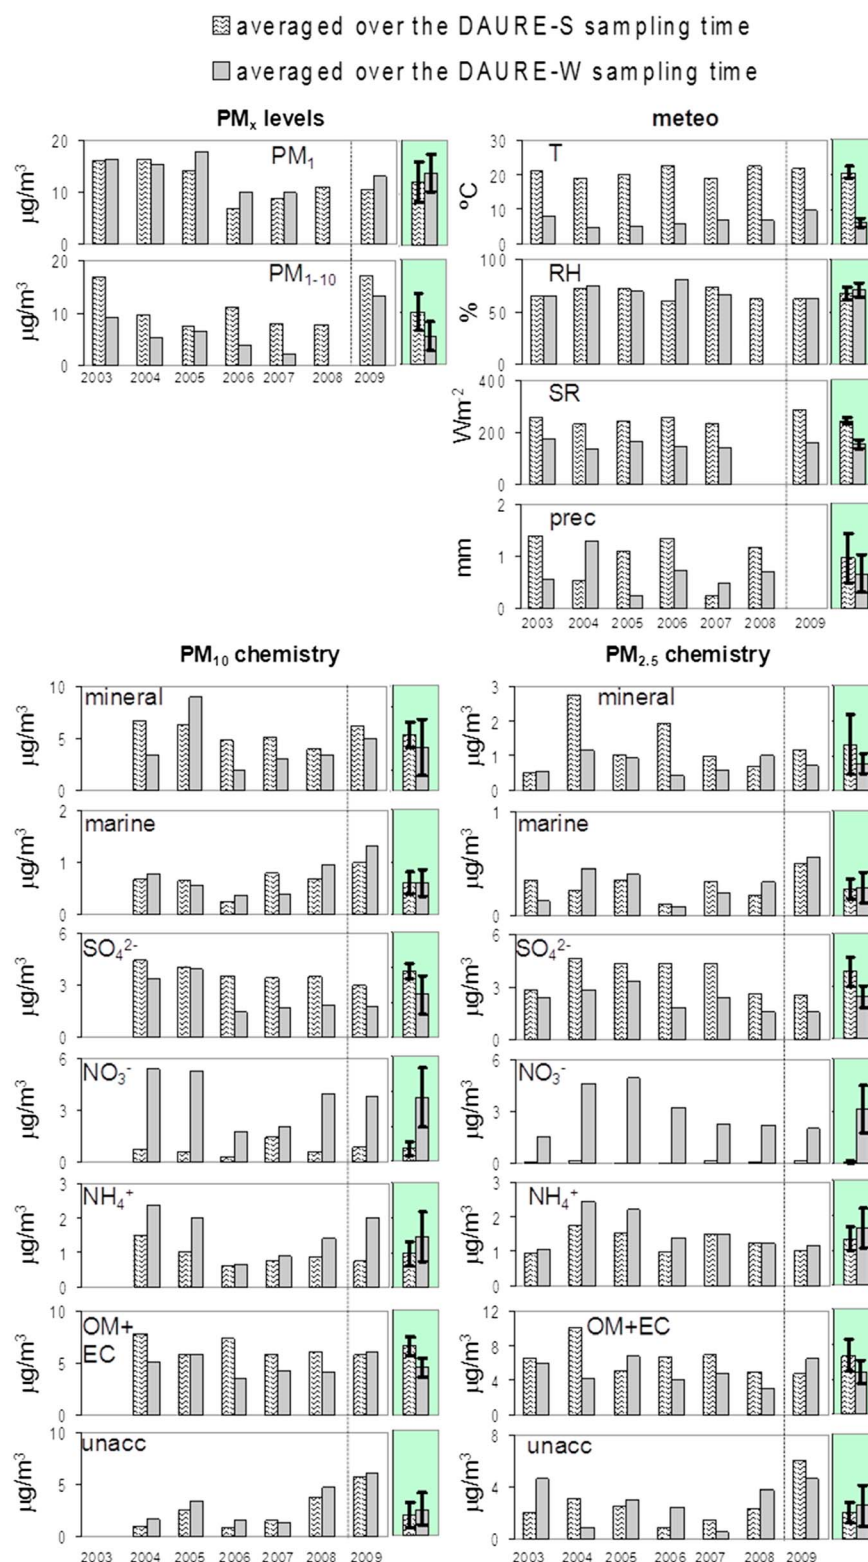 averaged over the DAURE-S sampling time
averaged over the DAURE-W sampling time
PMₓ levels
20
10
0
µg/m³
PM₁
20
10
0
µg/m³
PM₁₋₁₀
2003 2004 2005 2006 2007 2008 2009
meteo
30
20
10
0
ºC
T
100
50
0
%
RH
400
200
0
Wm⁻²
SR
2
1
0
mm
prec
2003 2004 2005 2006 2007 2008 2009
PM₁₀ chemistry
10
5
0
µg/m³
mineral
2
1
0
µg/m³
marine
6
3
0
µg/m³
SO₄²⁻
6
3
0
µg/m³
NO₃⁻
3
2
1
0
µg/m³
NH₄⁺
10
5
0
µg/m³
OM+
EC
10
5
0
µg/m³
unacc
2003 2004 2005 2006 2007 2008 2009
PM₂.₅ chemistry
3
2
1
0
µg/m³
mineral
1
0
µg/m³
marine
6
3
0
µg/m³
SO₄²⁻
6
3
0
µg/m³
NO₃⁻
3
2
1
0
µg/m³
NH₄⁺
12
8
4
0
µg/m³
OM+EC
8
4
0
µg/m³
unacc
2003 2004 2005 2006 2007 2008 2009